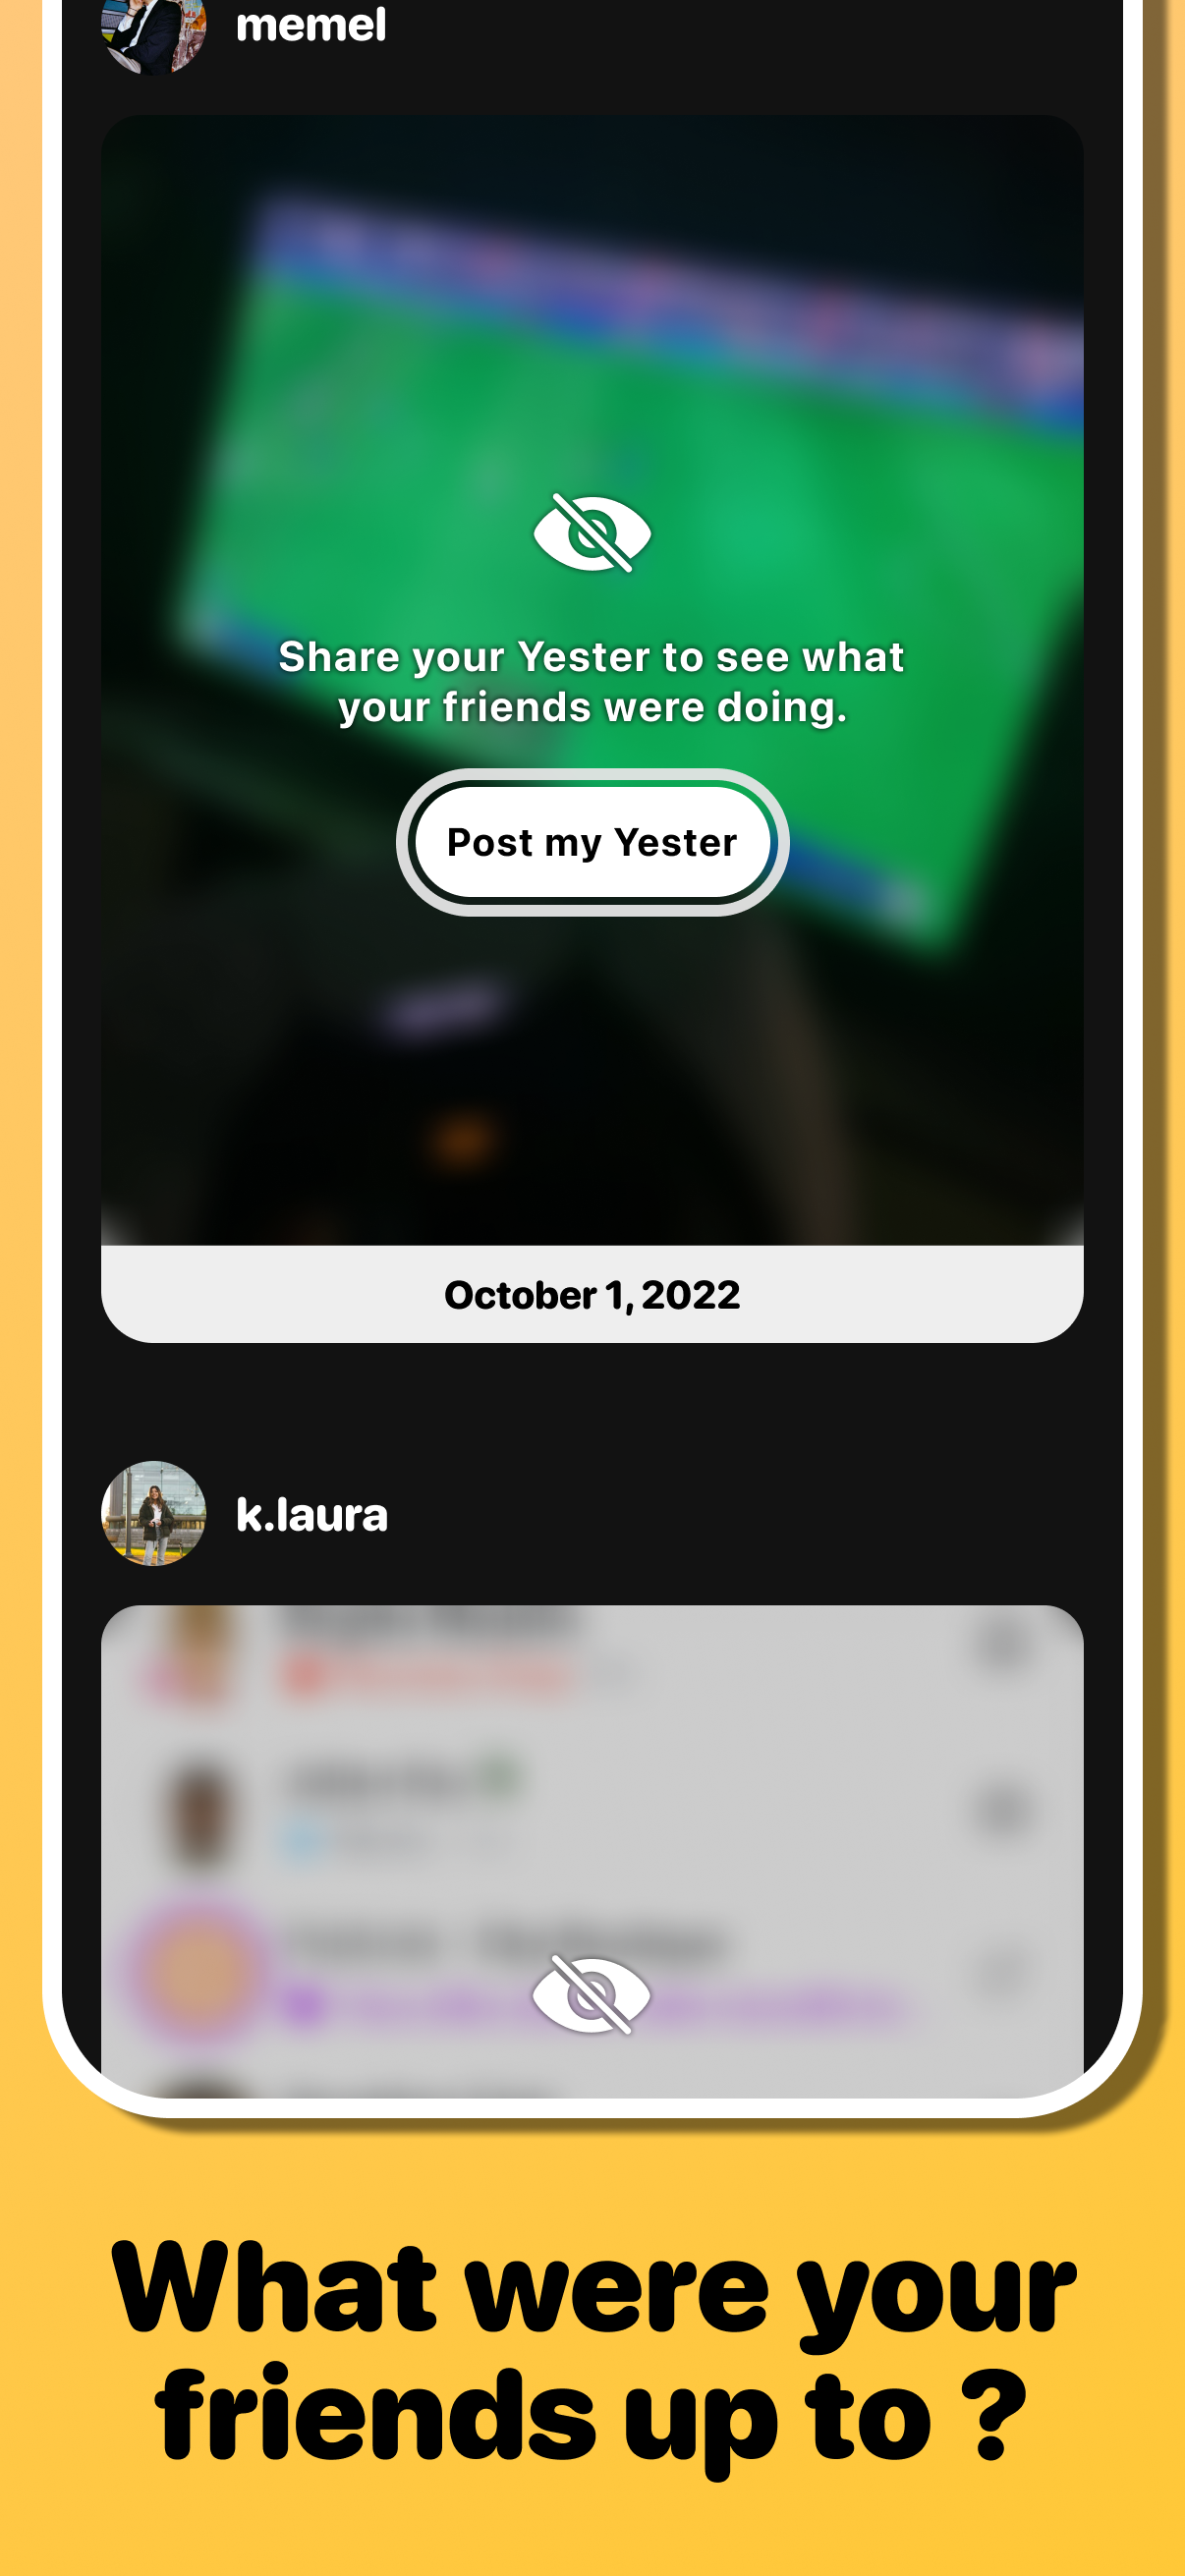 memel
Share your Yester to see what
your friends were doing.
Post my Yester
October 1, 2022
k.laura
What were your
friends up to ?